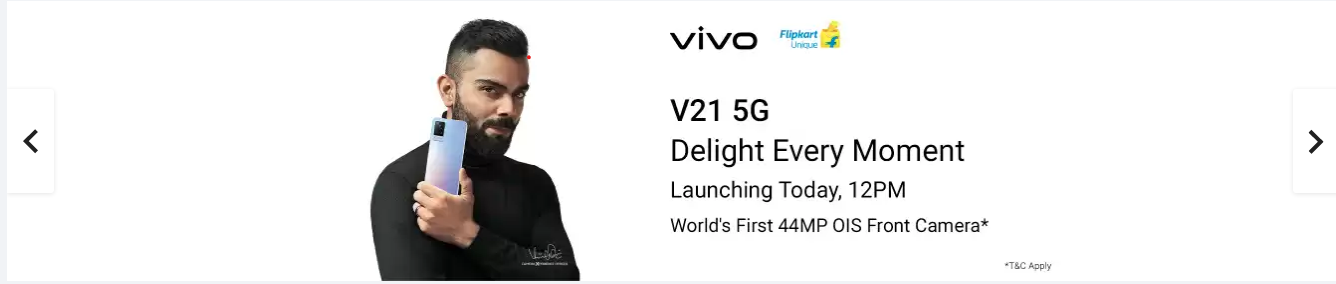 vivo
Flipkart
Unique
V21 5G
Delight Every Moment
Launching Today, 12PM
World's First 44MP OIS Front Camera*
*T&C Apply